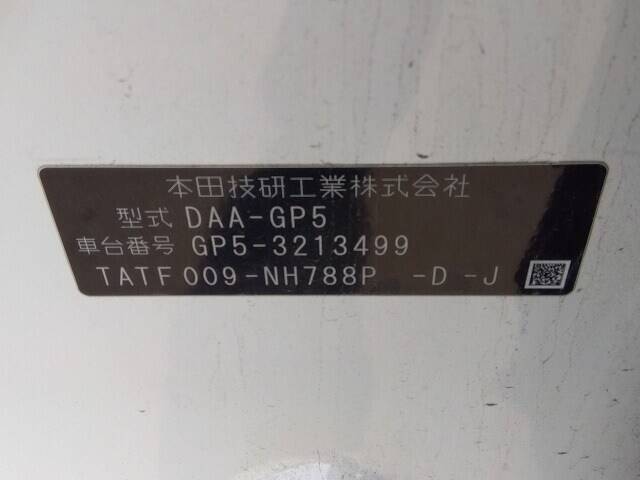 本田技研工業株式会社
型式 DAA-GP5
車台番号 GP5-3213499
TATF009-NH788P -D -J